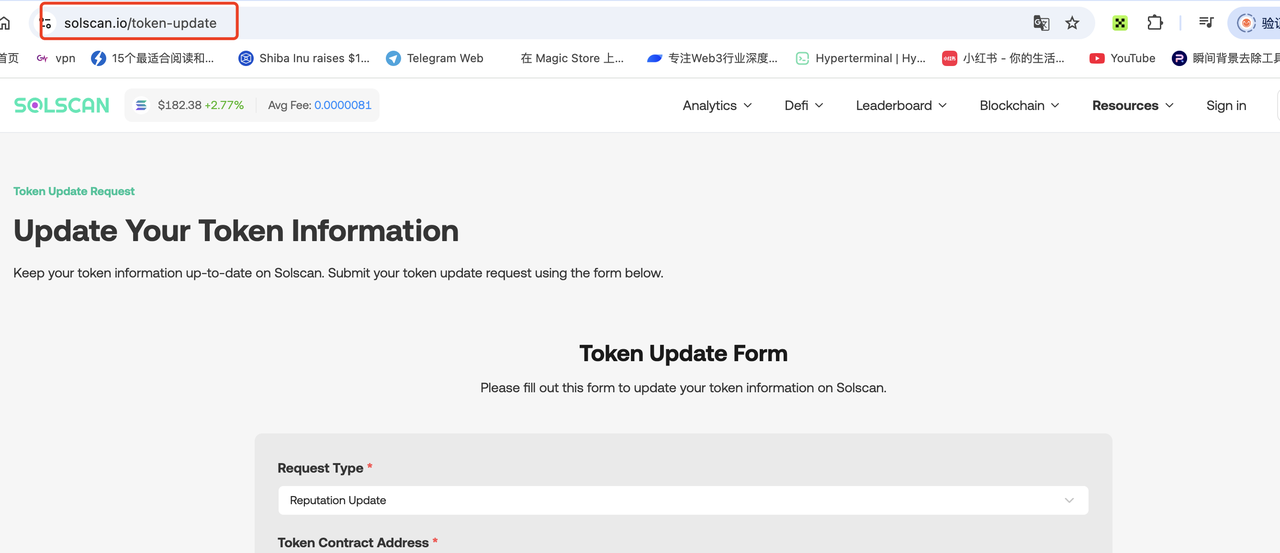 solscan.io/token-update 验证
首页 vpn 15个最适合阅读和... Shiba Inu raises $1... Telegram Web 在 Magic Store 上... 专注Web3行业深度... Hyperterminal | Hy... 小红书 - 你的生活... YouTube 瞬间背景去除工具
SOLSCAN $182.38 +2.77% Avg Fee: 0.0000081 Analytics Defi Leaderboard Blockchain Resources Sign in
Token Update Request
Update Your Token Information
Keep your token information up-to-date on Solscan. Submit your token update request using the form below.
Token Update Form
Please fill out this form to update your token information on Solscan.
Request Type *
Reputation Update
Token Contract Address *